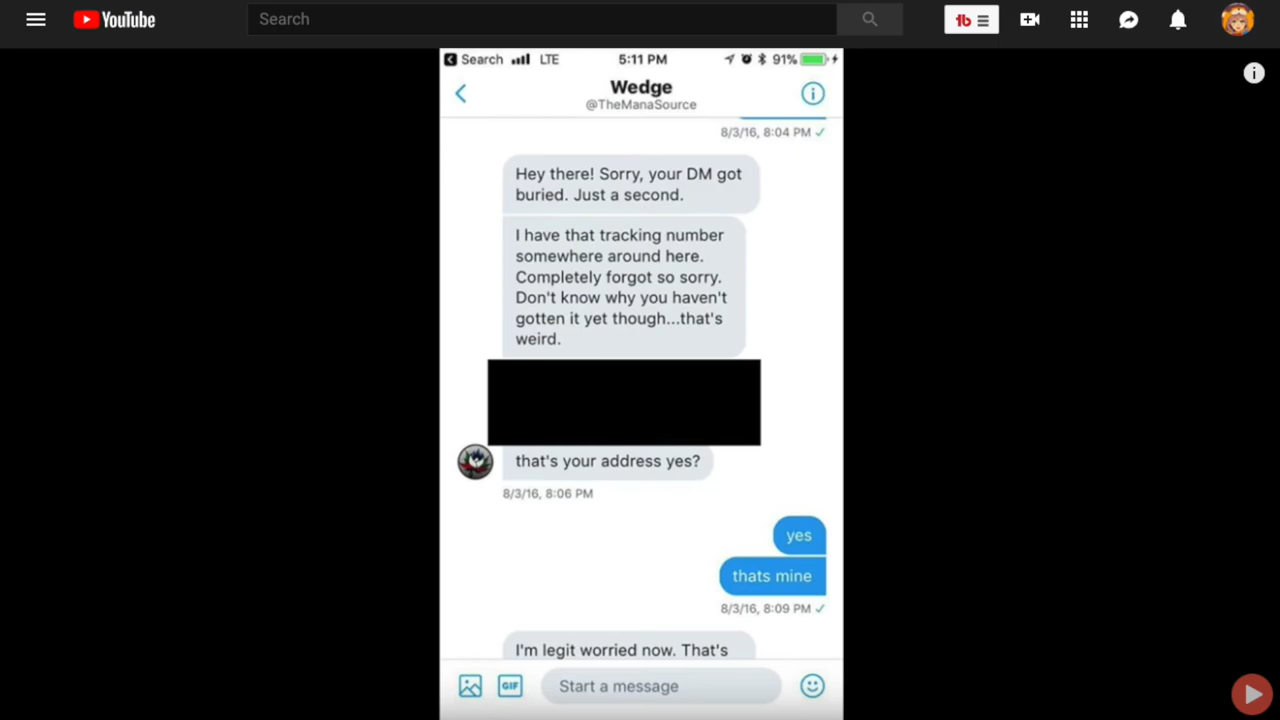 YouTube
Search
Search LTE 5:11 PM 91%
Wedge
@TheManaSource
8/3/16, 8:04 PM ✓
Hey there! Sorry, your DM got
buried. Just a second.
I have that tracking number
somewhere around here.
Completely forgot so sorry.
Don't know why you haven't
gotten it yet though...that's
weird.
that's your address yes?
8/3/16, 8:06 PM
yes
thats mine
8/3/16, 8:09 PM ✓
I'm legit worried now. That's
GIF
Start a message